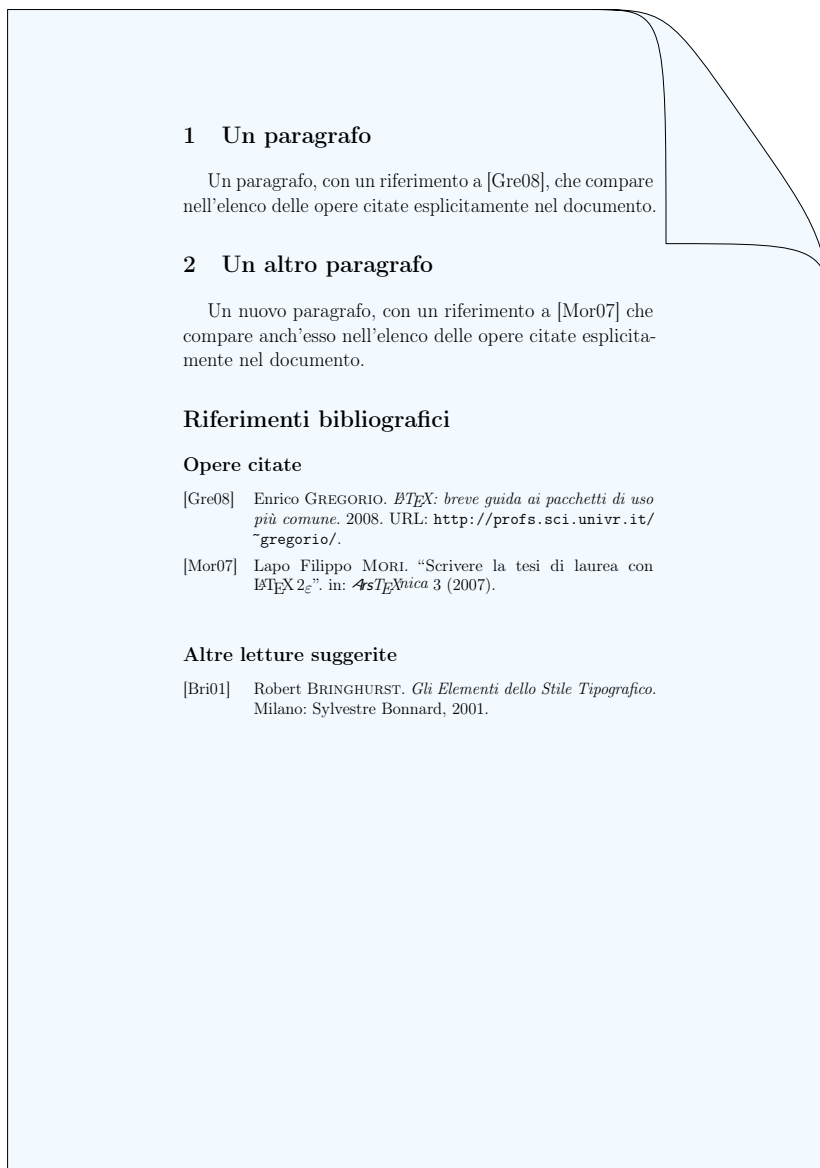 1 Un paragrafo
Un paragrafo, con un riferimento a [Gre08], che compare
nell'elenco delle opere citate esplicitamente nel documento.
2 Un altro paragrafo
Un nuovo paragrafo, con un riferimento a [Mor07] che
compare anch'esso nell'elenco delle opere citate esplicita-
mente nel documento.
Riferimenti bibliografici
Opere citate
[Gre08] Enrico GREGORIO. LATEX: breve guida ai pacchetti di uso
più comune. 2008. URL: http://profs.sci.univr.it/
~gregorio/.
[Mor07] Lapo Filippo MORI. “Scrivere la tesi di laurea con
LATEX 2ε”. in: ArsTEXnica 3 (2007).
Altre letture suggerite
[Bri01] Robert BRINGHURST. Gli Elementi dello Stile Tipografico.
Milano: Sylvestre Bonnard, 2001.